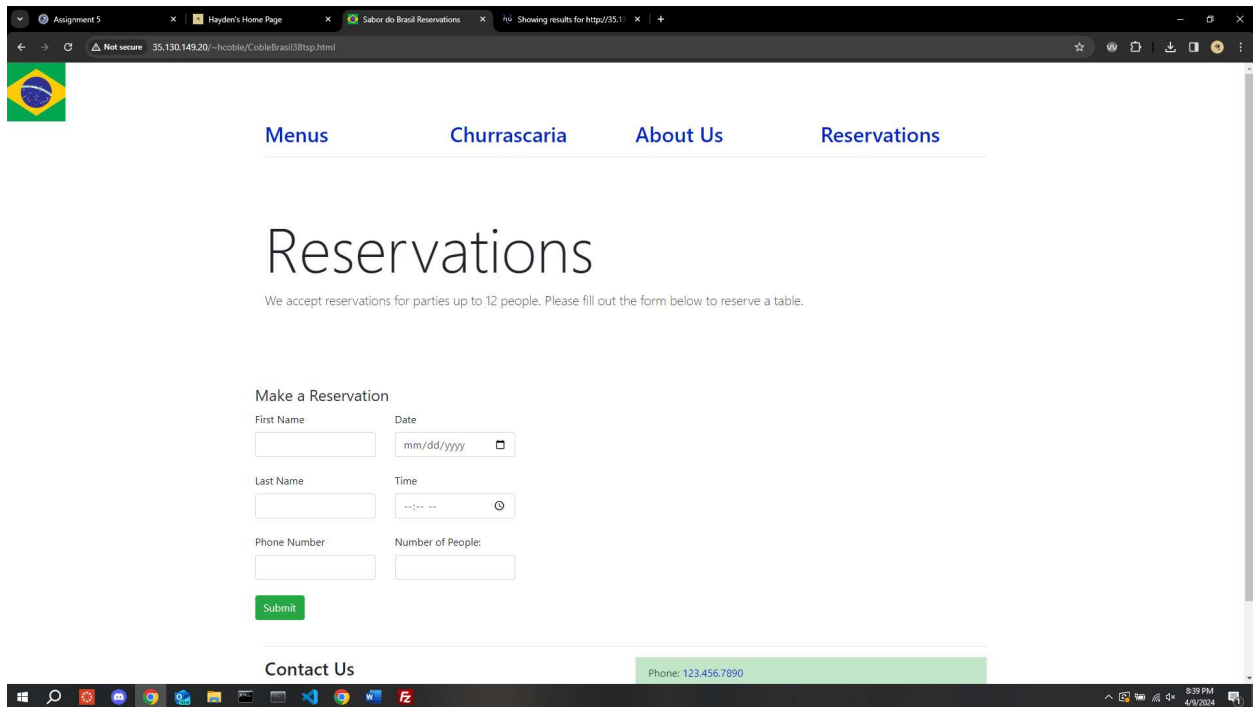 Assignment 5
Hayden's Home Page
Sabor do Brasil Reservations
Showing results for http://35.13
Not secure 35.130.149.20/~hcoble/CobleBrasil3Btsp.html
Menus Churrascaria About Us Reservations
Reservations
We accept reservations for parties up to 12 people. Please fill out the form below to reserve a table.
Make a Reservation
First Name Date
mm/dd/yyyy
Last Name Time
--:-- --
Phone Number Number of People:
Submit
Contact Us
Phone: 123.456.7890
8:39 PM
4/9/2024